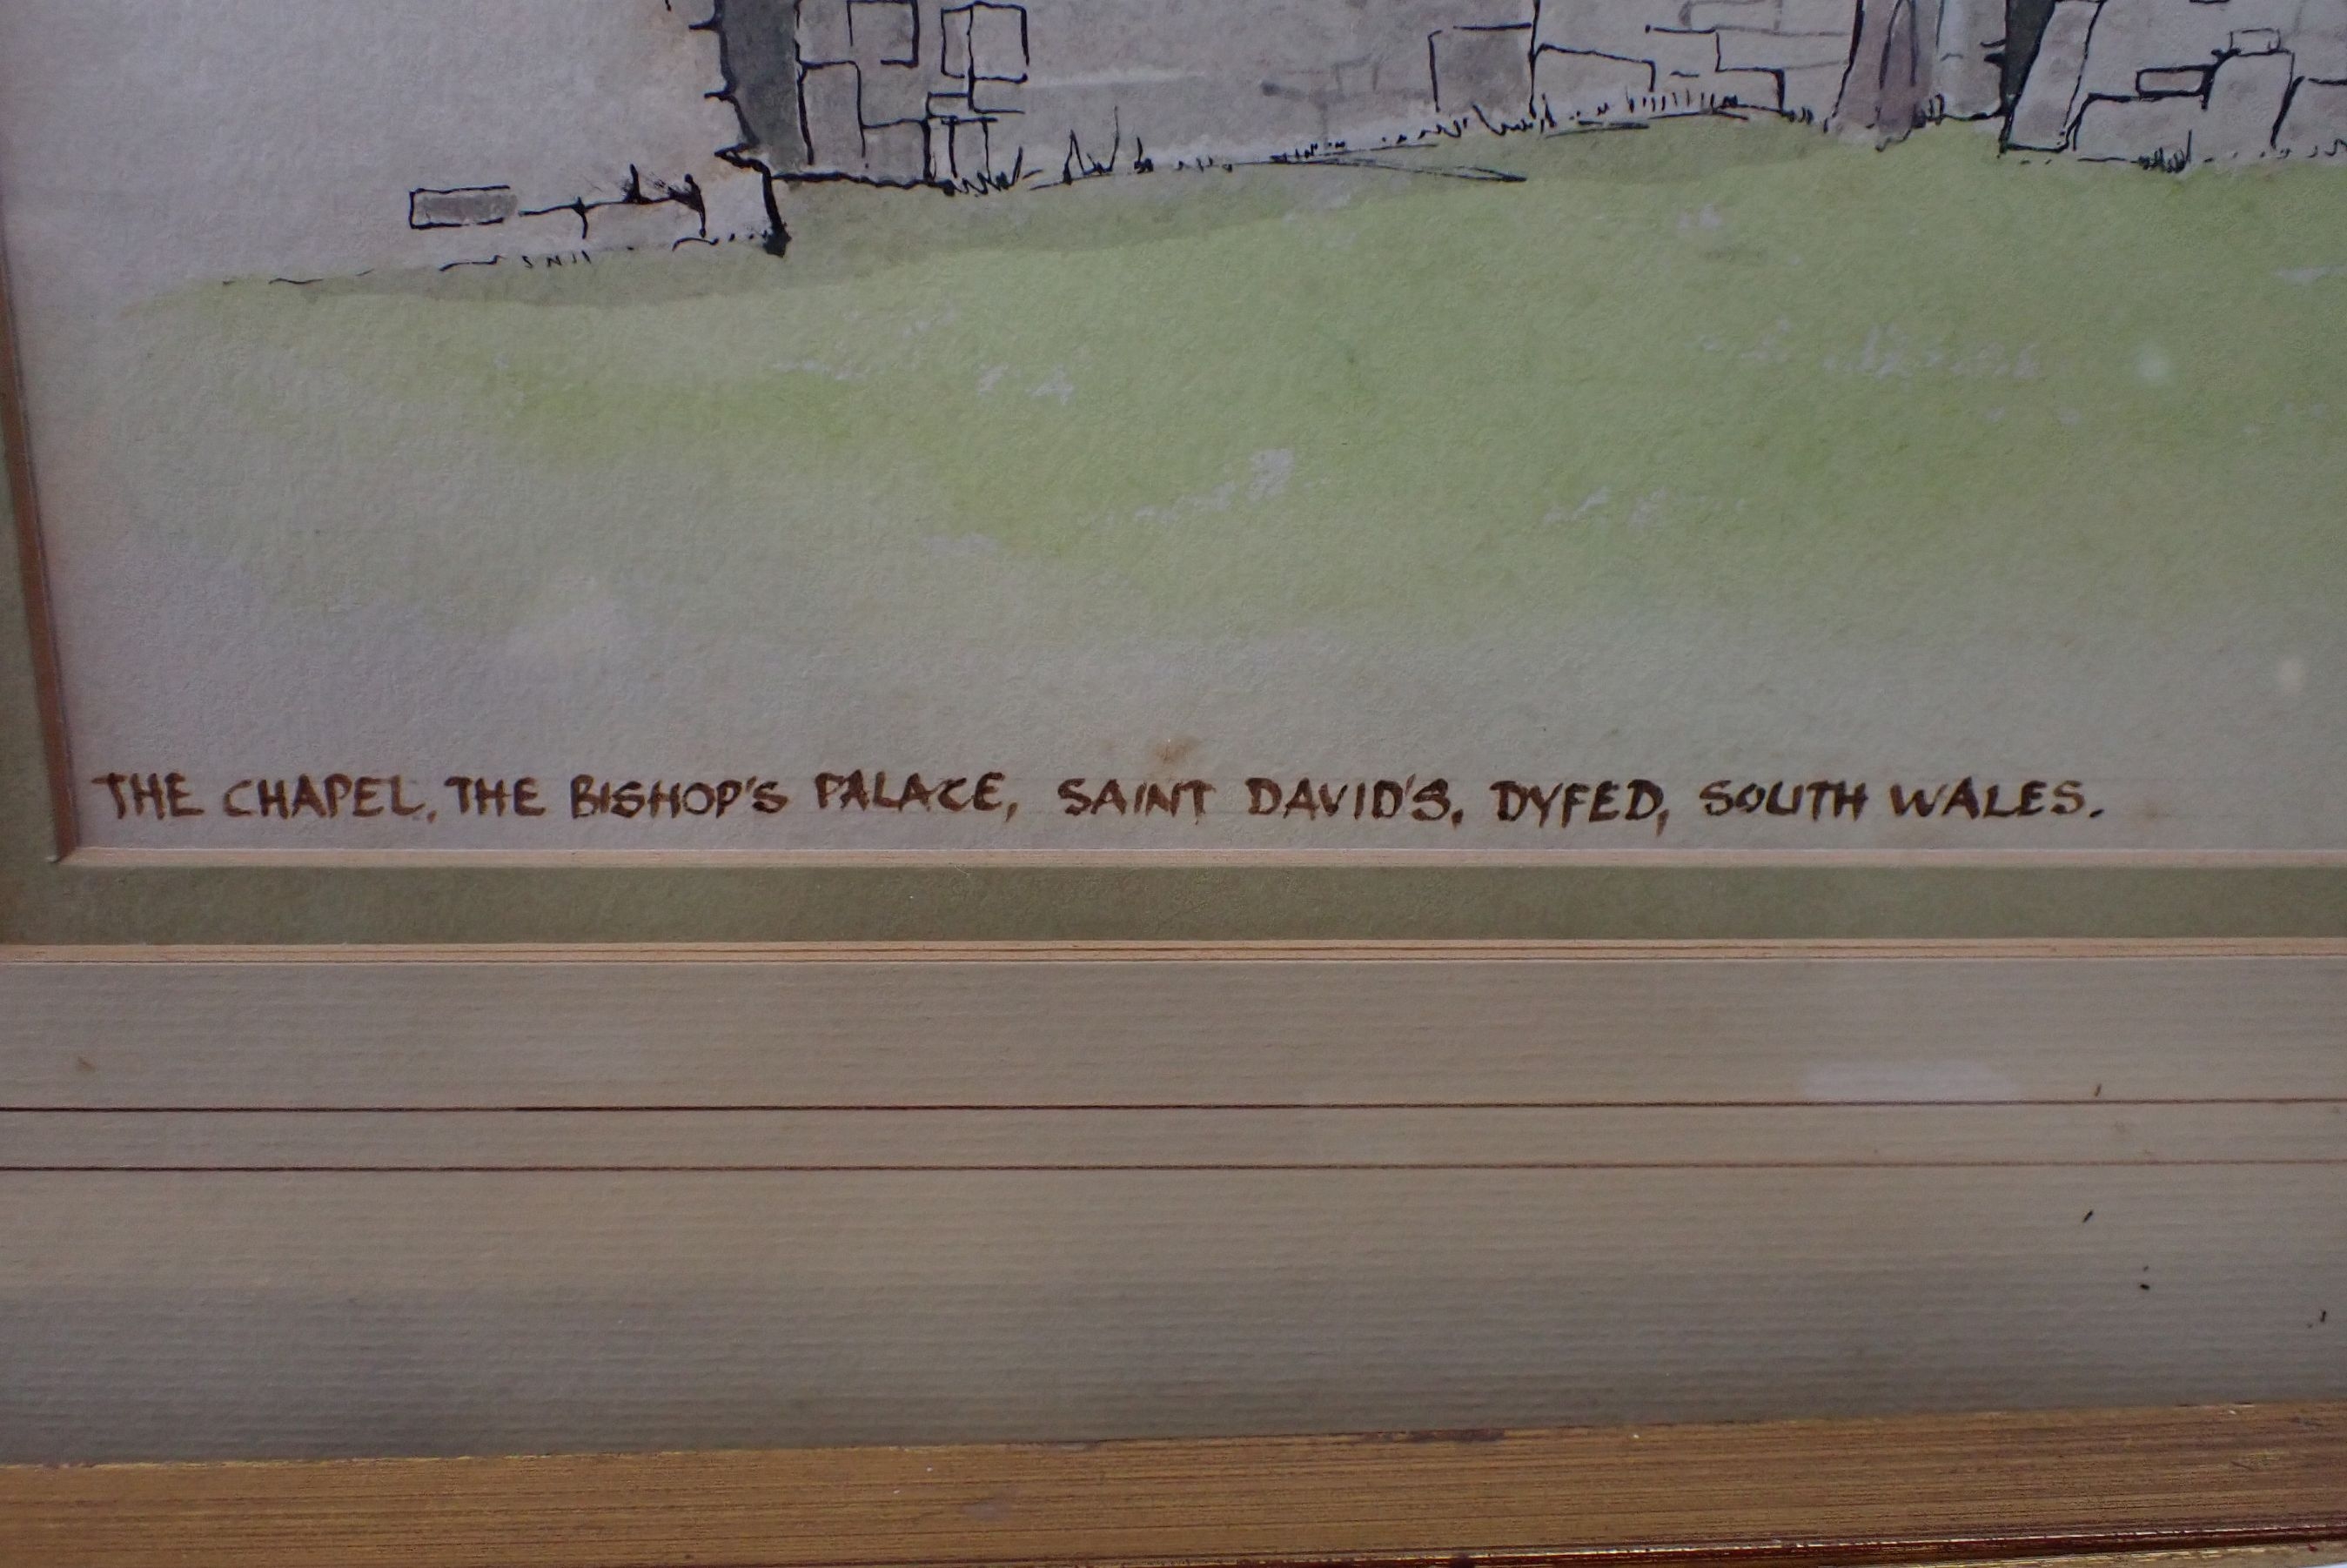 THE CHAPEL, THE BISHOP'S PALACE, SAINT DAVID'S. DYFED, SOUTH WALES.